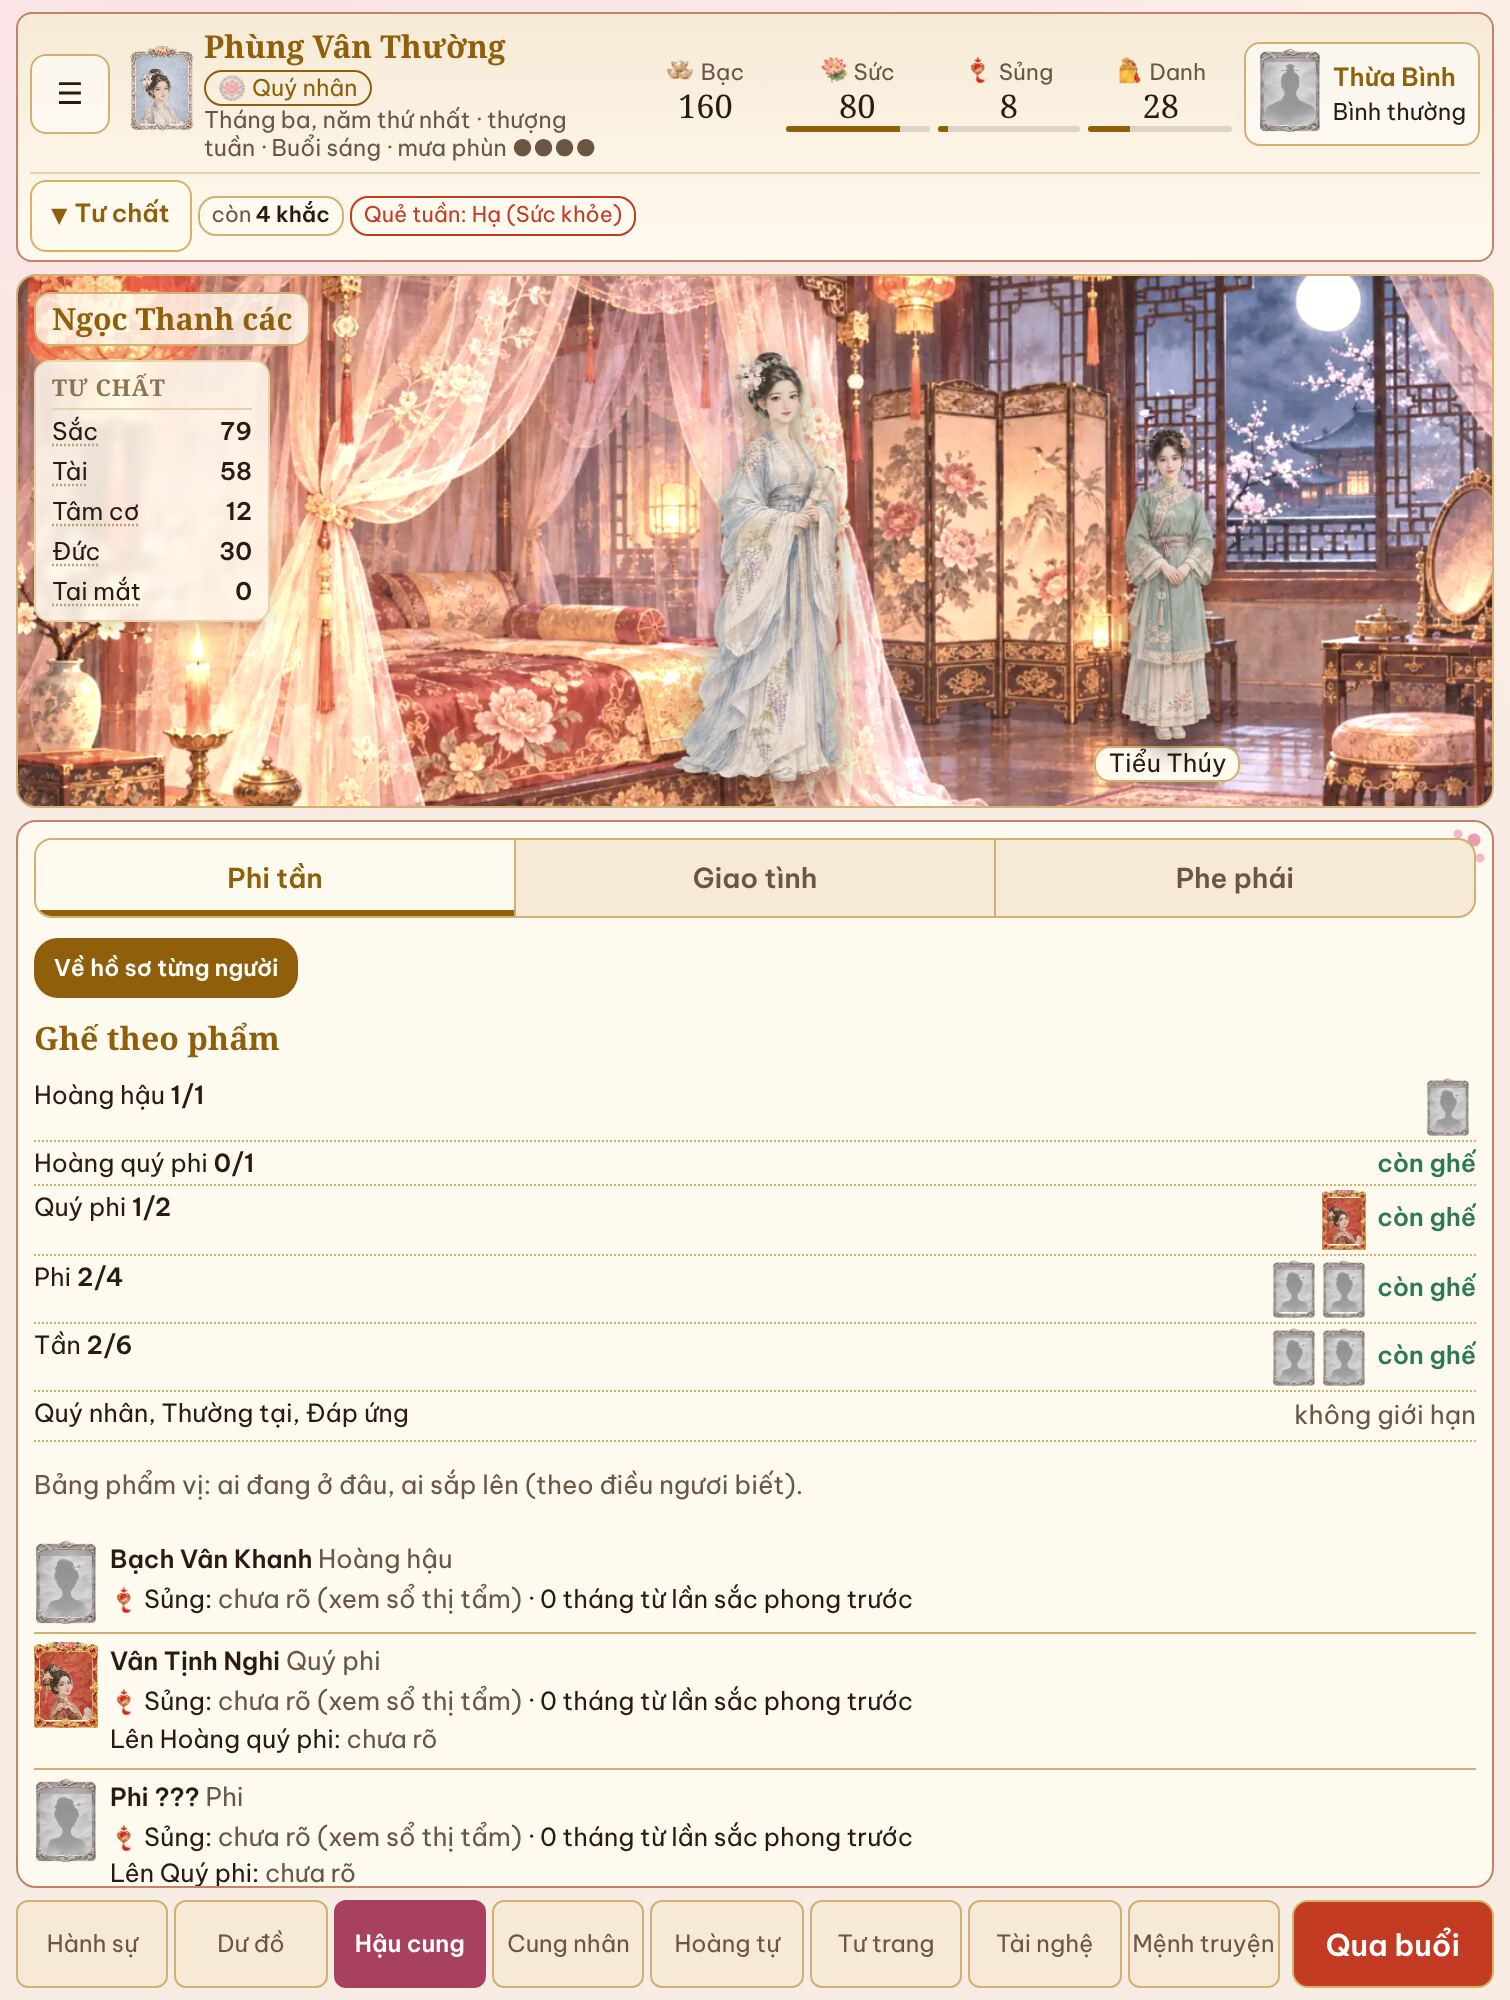 ☰
Phùng Vân Thường
Quý nhân
Tháng ba, năm thứ nhất · thượng
tuần · Buổi sáng · mưa phùn ●●●●
Bạc
160
Sức
80
Sủng
8
Danh
28
Thừa Bình
Bình thường
▼ Tư chất
còn 4 khắc
Quẻ tuần: Hạ (Sức khỏe)
Ngọc Thanh các
TƯ CHẤT
Sắc 79
Tài 58
Tâm cơ 12
Đức 30
Tai mắt 0
Tiểu Thúy
Phi tần
Giao tình
Phe phái
Về hồ sơ từng người
Ghế theo phẩm
Hoàng hậu 1/1
Hoàng quý phi 0/1 còn ghế
Quý phi 1/2 còn ghế
Phi 2/4 còn ghế
Tần 2/6 còn ghế
Quý nhân, Thường tại, Đáp ứng không giới hạn
Bảng phẩm vị: ai đang ở đâu, ai sắp lên (theo điều ngươi biết).
Bạch Vân Khanh Hoàng hậu
Sủng: chưa rõ (xem sổ thị tẩm) · 0 tháng từ lần sắc phong trước
Vân Tịnh Nghi Quý phi
Sủng: chưa rõ (xem sổ thị tẩm) · 0 tháng từ lần sắc phong trước
Lên Hoàng quý phi: chưa rõ
Phi ??? Phi
Sủng: chưa rõ (xem sổ thị tẩm) · 0 tháng từ lần sắc phong trước
Lên Quý phi: chưa rõ
Hành sự
Dư đồ
Hậu cung
Cung nhân
Hoàng tự
Tư trang
Tài nghệ
Mệnh truyện
Qua buổi